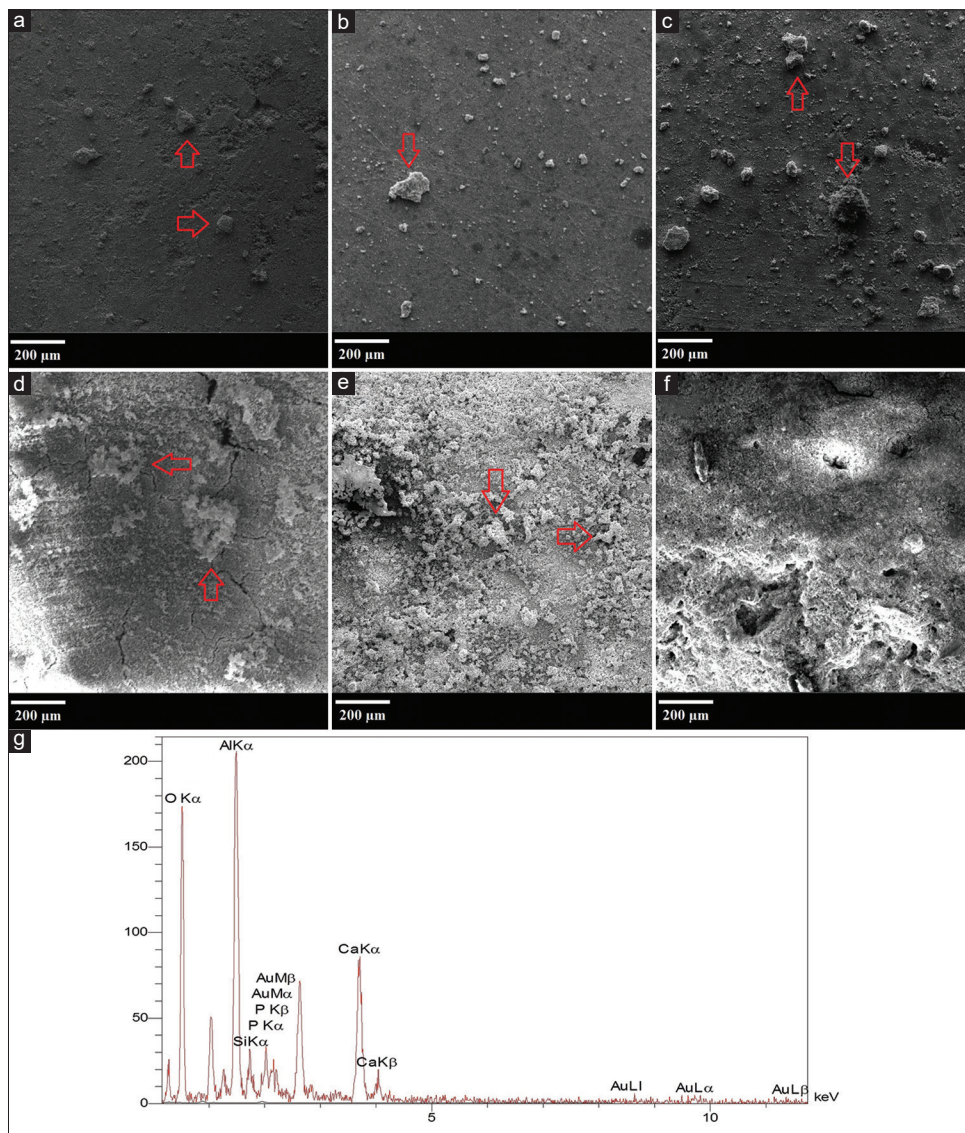 a
b
c
200 µm
200 µm
200 µm
d
e
f
200 µm
200 µm
200 µm
g
AlKα
200
O Kα
150
100
CaKα
AuMβ
AuMα
P Kβ
P Kα
50
SiKα
CaKβ
AuLl
AuLα
AuLβ
keV
0
5
10